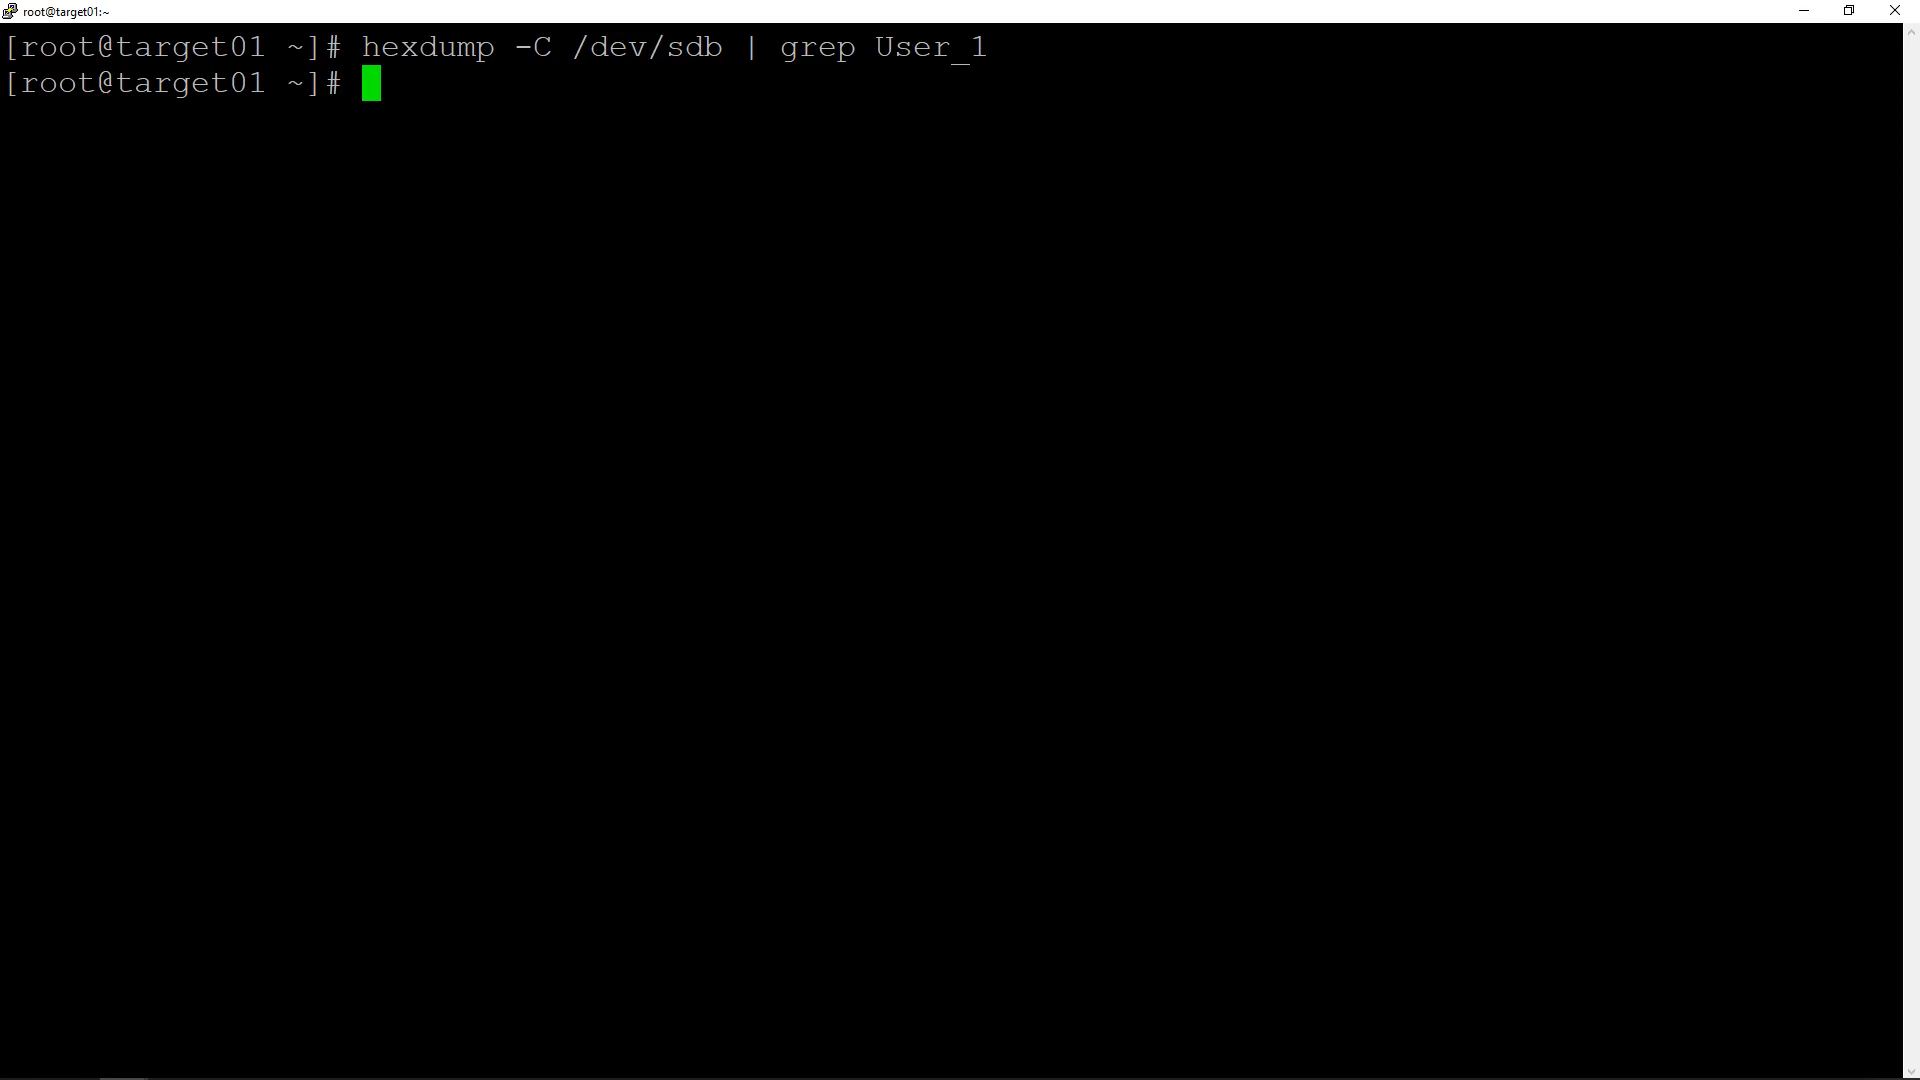 root@target01:~
[root@target01 ~]# hexdump -C /dev/sdb | grep User_1
[root@target01 ~]#